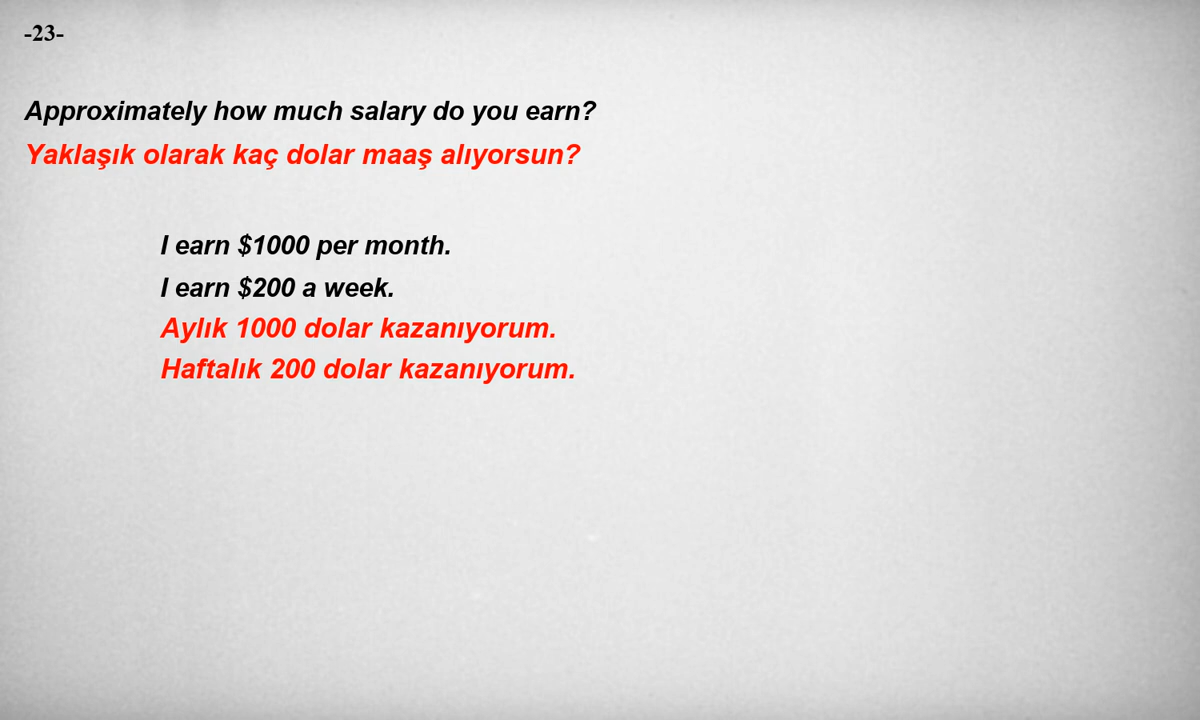 -23-
Approximately how much salary do you earn?
Yaklaşık olarak kaç dolar maaş alıyorsun?
I earn $1000 per month.
I earn $200 a week.
Aylık 1000 dolar kazanıyorum.
Haftalık 200 dolar kazanıyorum.